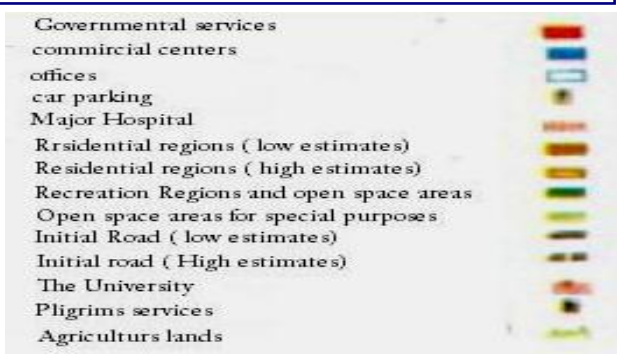 Governmental services
commircial centers
offices
car parking
Major Hospital
Rrsidential regions ( low estimates)
Residential regions ( high estimates)
Recreation Regions and open space areas
Open space areas for special purposes
Initial Road ( low estimates)
Initial road ( High estimates)
The University
Pligrims services
Agriculturs lands